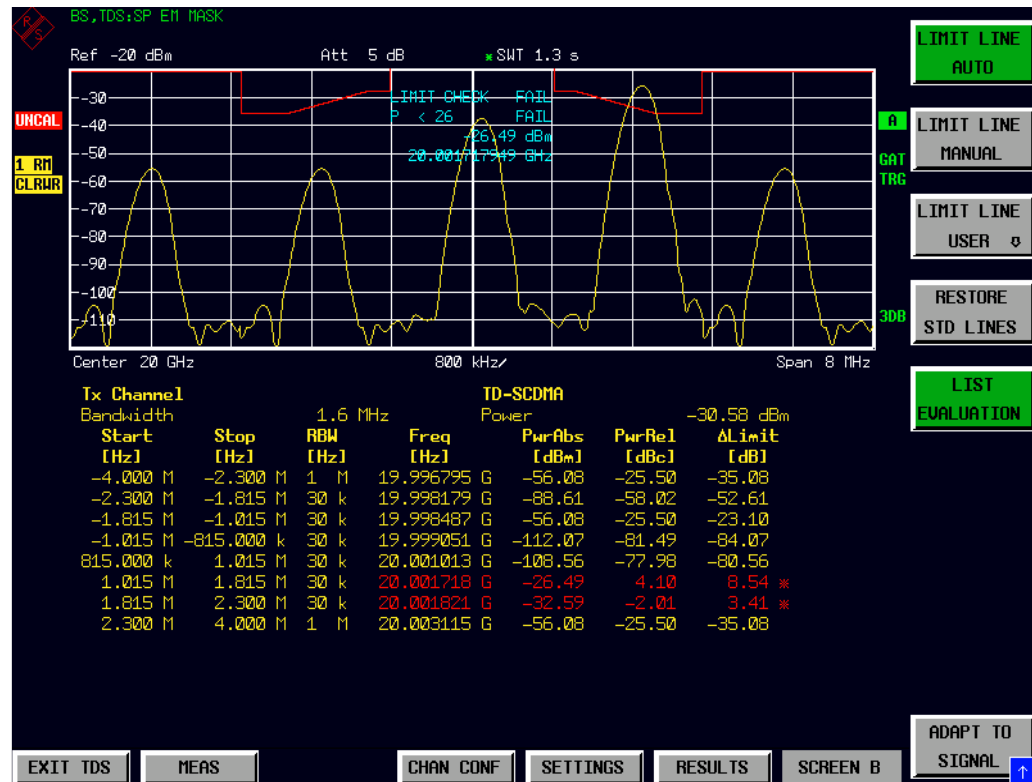 BS,TDS:SP EM MASK
Ref -20 dBm Att 5 dB *SWT 1.3 s
LIMIT CHECK FAIL
P < 26 FAIL
-26.49 dBm
20.001717949 GHz
-30
-40
-50
-60
-70
-80
-90
-100
-110
UNCAL
1 RM
CLRWR
A
GAT
TRG
3DB
Center 20 GHz 800 kHz/ Span 8 MHz
Tx Channel TD-SCDMA
Bandwidth 1.6 MHz Power -30.58 dBm
Start Stop RBW Freq PwrAbs PwrRel ΔLimit
[Hz] [Hz] [Hz] [Hz] [dBm] [dBc] [dB]
-4.000 M -2.300 M 1 M 19.996795 G -56.08 -25.50 -35.08
-2.300 M -1.815 M 30 k 19.998179 G -88.61 -58.02 -52.61
-1.815 M -1.015 M 30 k 19.998487 G -56.08 -25.50 -23.10
-1.015 M -815.000 k 30 k 19.999051 G -112.07 -81.49 -84.07
815.000 k 1.015 M 30 k 20.001013 G -108.56 -77.98 -80.56
1.015 M 1.815 M 30 k 20.001718 G -26.49 4.10 8.54 *
1.815 M 2.300 M 30 k 20.001821 G -32.59 -2.01 3.41 *
2.300 M 4.000 M 1 M 20.003115 G -56.08 -25.50 -35.08
LIMIT LINE
AUTO
LIMIT LINE
MANUAL
LIMIT LINE
USER ⇩
RESTORE
STD LINES
LIST
EVALUATION
ADAPT TO
SIGNAL
↑
EXIT TDS MEAS CHAN CONF SETTINGS RESULTS SCREEN B
R
S